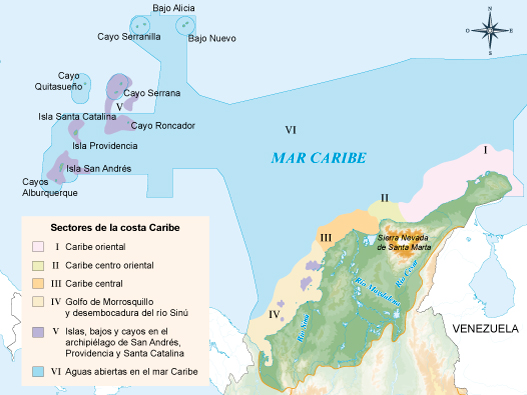 Bajo Alicia
Cayo Serranilla
Bajo Nuevo
N
O
E
S
Cayo
Quitasueño
Cayo Serrana
V
Isla Santa Catalina
Cayo Roncador
Isla Providencia
VI
MAR CARIBE
I
Isla San Andrés
Cayos
Alburquerque
II
III
Sierra Nevada
de Santa Marta
Río Cesar
Río Magdalena
IV
Río Sinú
VENEZUELA
Sectores de la costa Caribe
I Caribe oriental
II Caribe centro oriental
III Caribe central
IV Golfo de Morrosquillo
y desembocadura del río Sinú
V Islas, bajos y cayos en el
archipiélago de San Andrés,
Providencia y Santa Catalina
VI Aguas abiertas en el mar Caribe